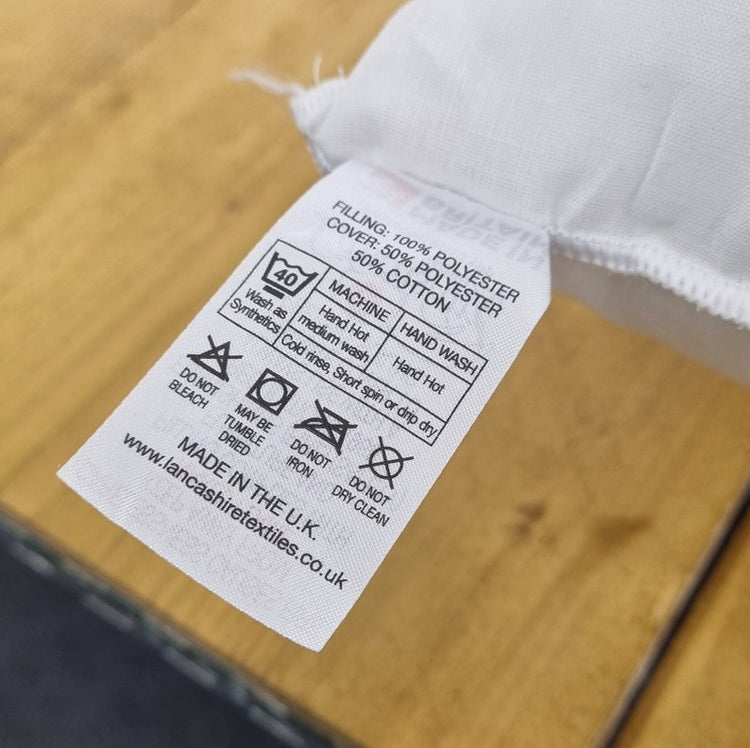 FILLING: 100% POLYESTER
COVER: 50% POLYESTER
50% COTTON
40
Wash as
Synthetics
MACHINE
Hand Hot
medium wash
HAND WASH
Hand Hot
Cold rinse, Short spin or drip dry
DO NOT
BLEACH
MAY BE
TUMBLE
DRIED
DO NOT
IRON
DO NOT
DRY CLEAN
MADE IN THE U.K.
www.lancashiretextiles.co.uk